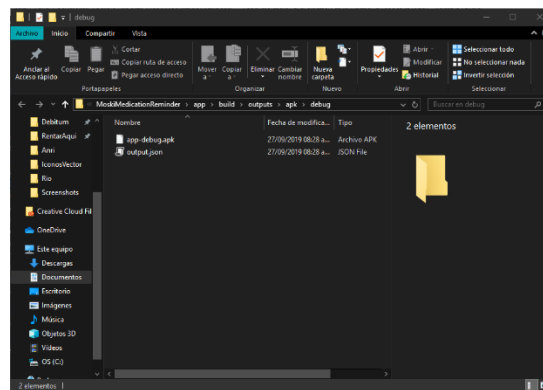 debug
Archivo Inicio Compartir Vista
Anclar al Acceso rápido
Copiar
Pegar
Cortar
Copiar ruta de acceso
Pegar acceso directo
Mover a
Copiar a
Eliminar
Cambiar nombre
Nueva carpeta
Propiedades
Abrir
Modificar
Historial
Seleccionar todo
No seleccionar nada
Invertir selección
Portapapeles Organizar Nuevo Abrir Seleccionar
ModoiMedicationReminder › app › build › outputs › apk › debug
Buscar en debug
Nombre Fecha de modifica... Tipo
app-debug.apk 27/09/2019 08:28 a... Archivo APK
output.json 27/09/2019 08:28 a... JSON File
2 elementos
Debitum
RentarAqui
Anri
IconosVector
Rio
Screenshots
Creative Cloud Fil
OneDrive
Este equipo
Descargas
Documentos
Escritorio
Imágenes
Música
Objetos 3D
Vídeos
OS (C:)
2 elementos